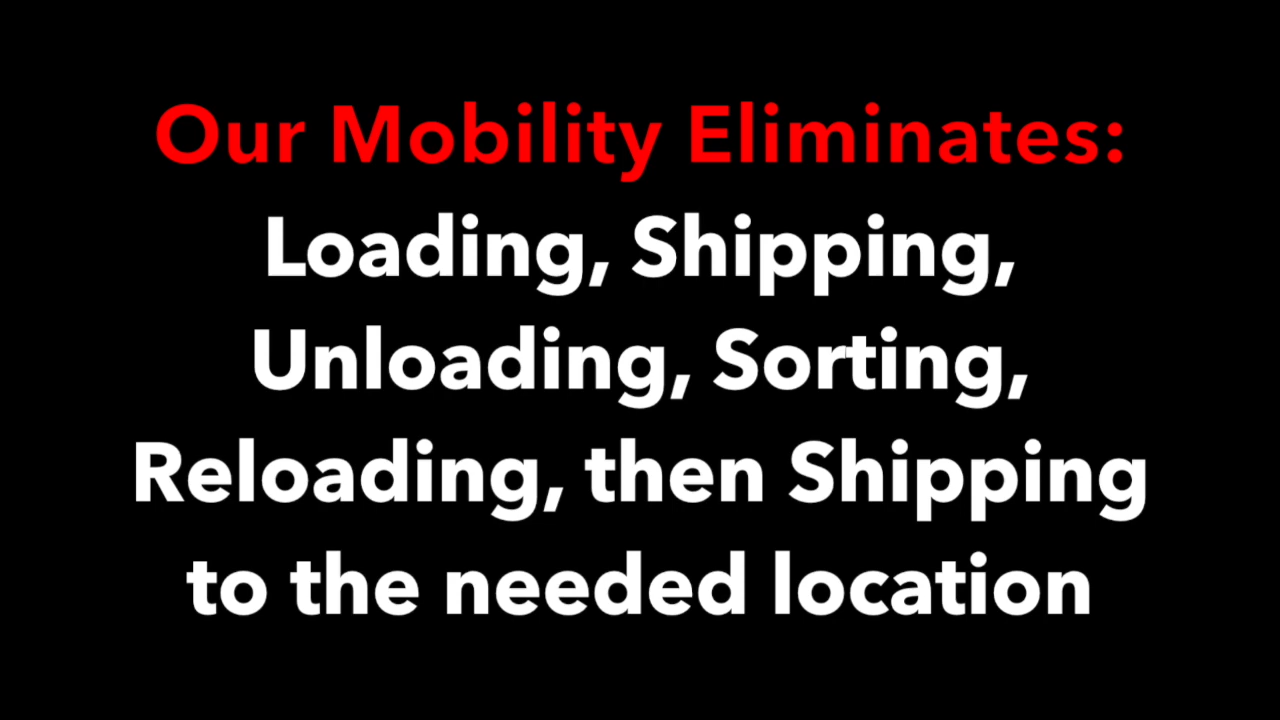 Our Mobility Eliminates:
Loading, Shipping,
Unloading, Sorting,
Reloading, then Shipping
to the needed location